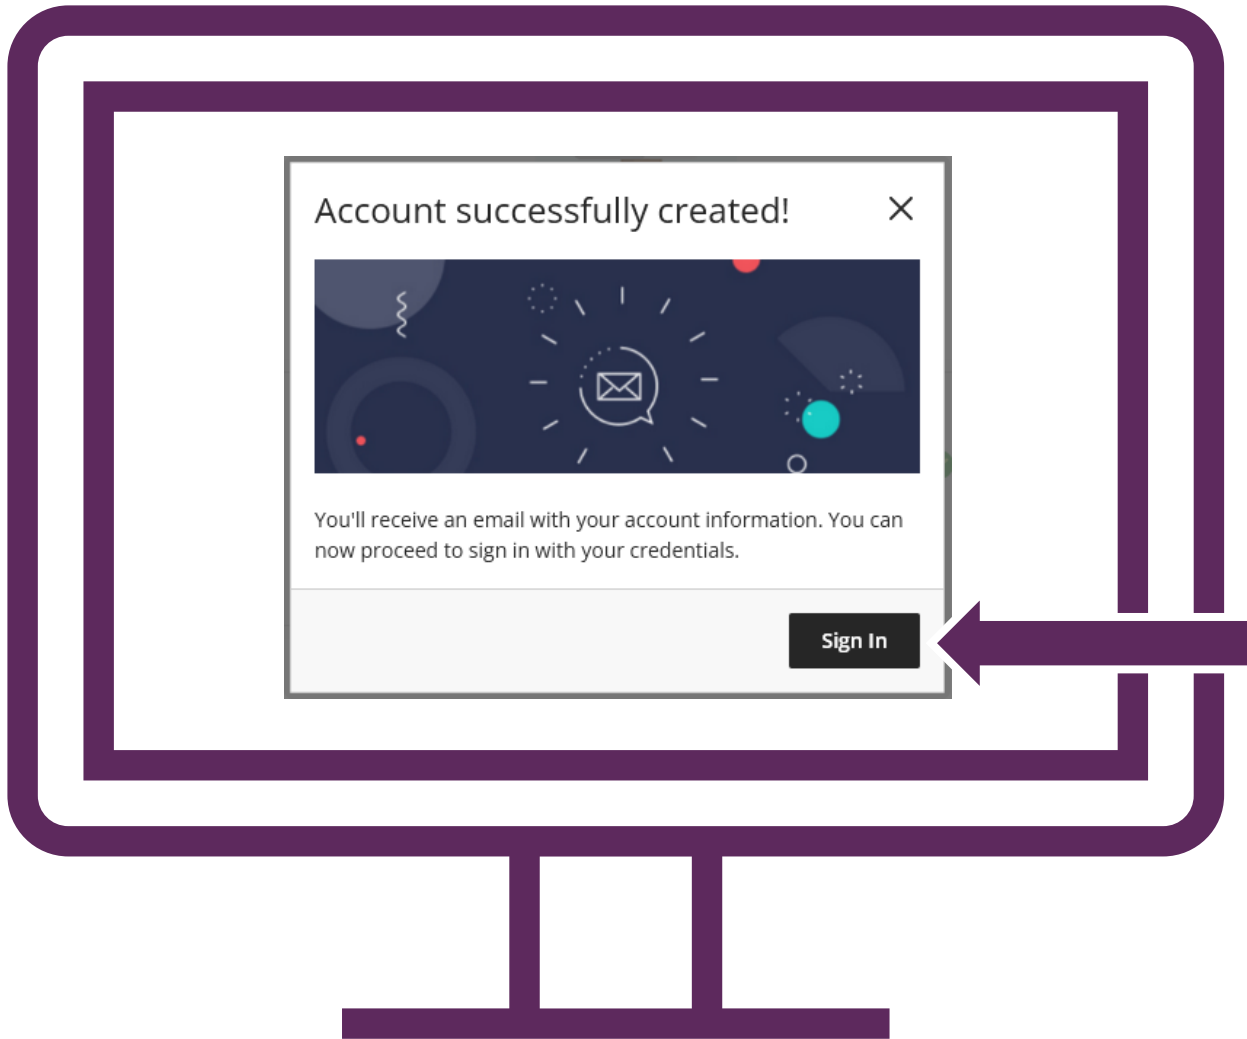 Account successfully created!
You'll receive an email with your account information. You can
now proceed to sign in with your credentials.
Sign In